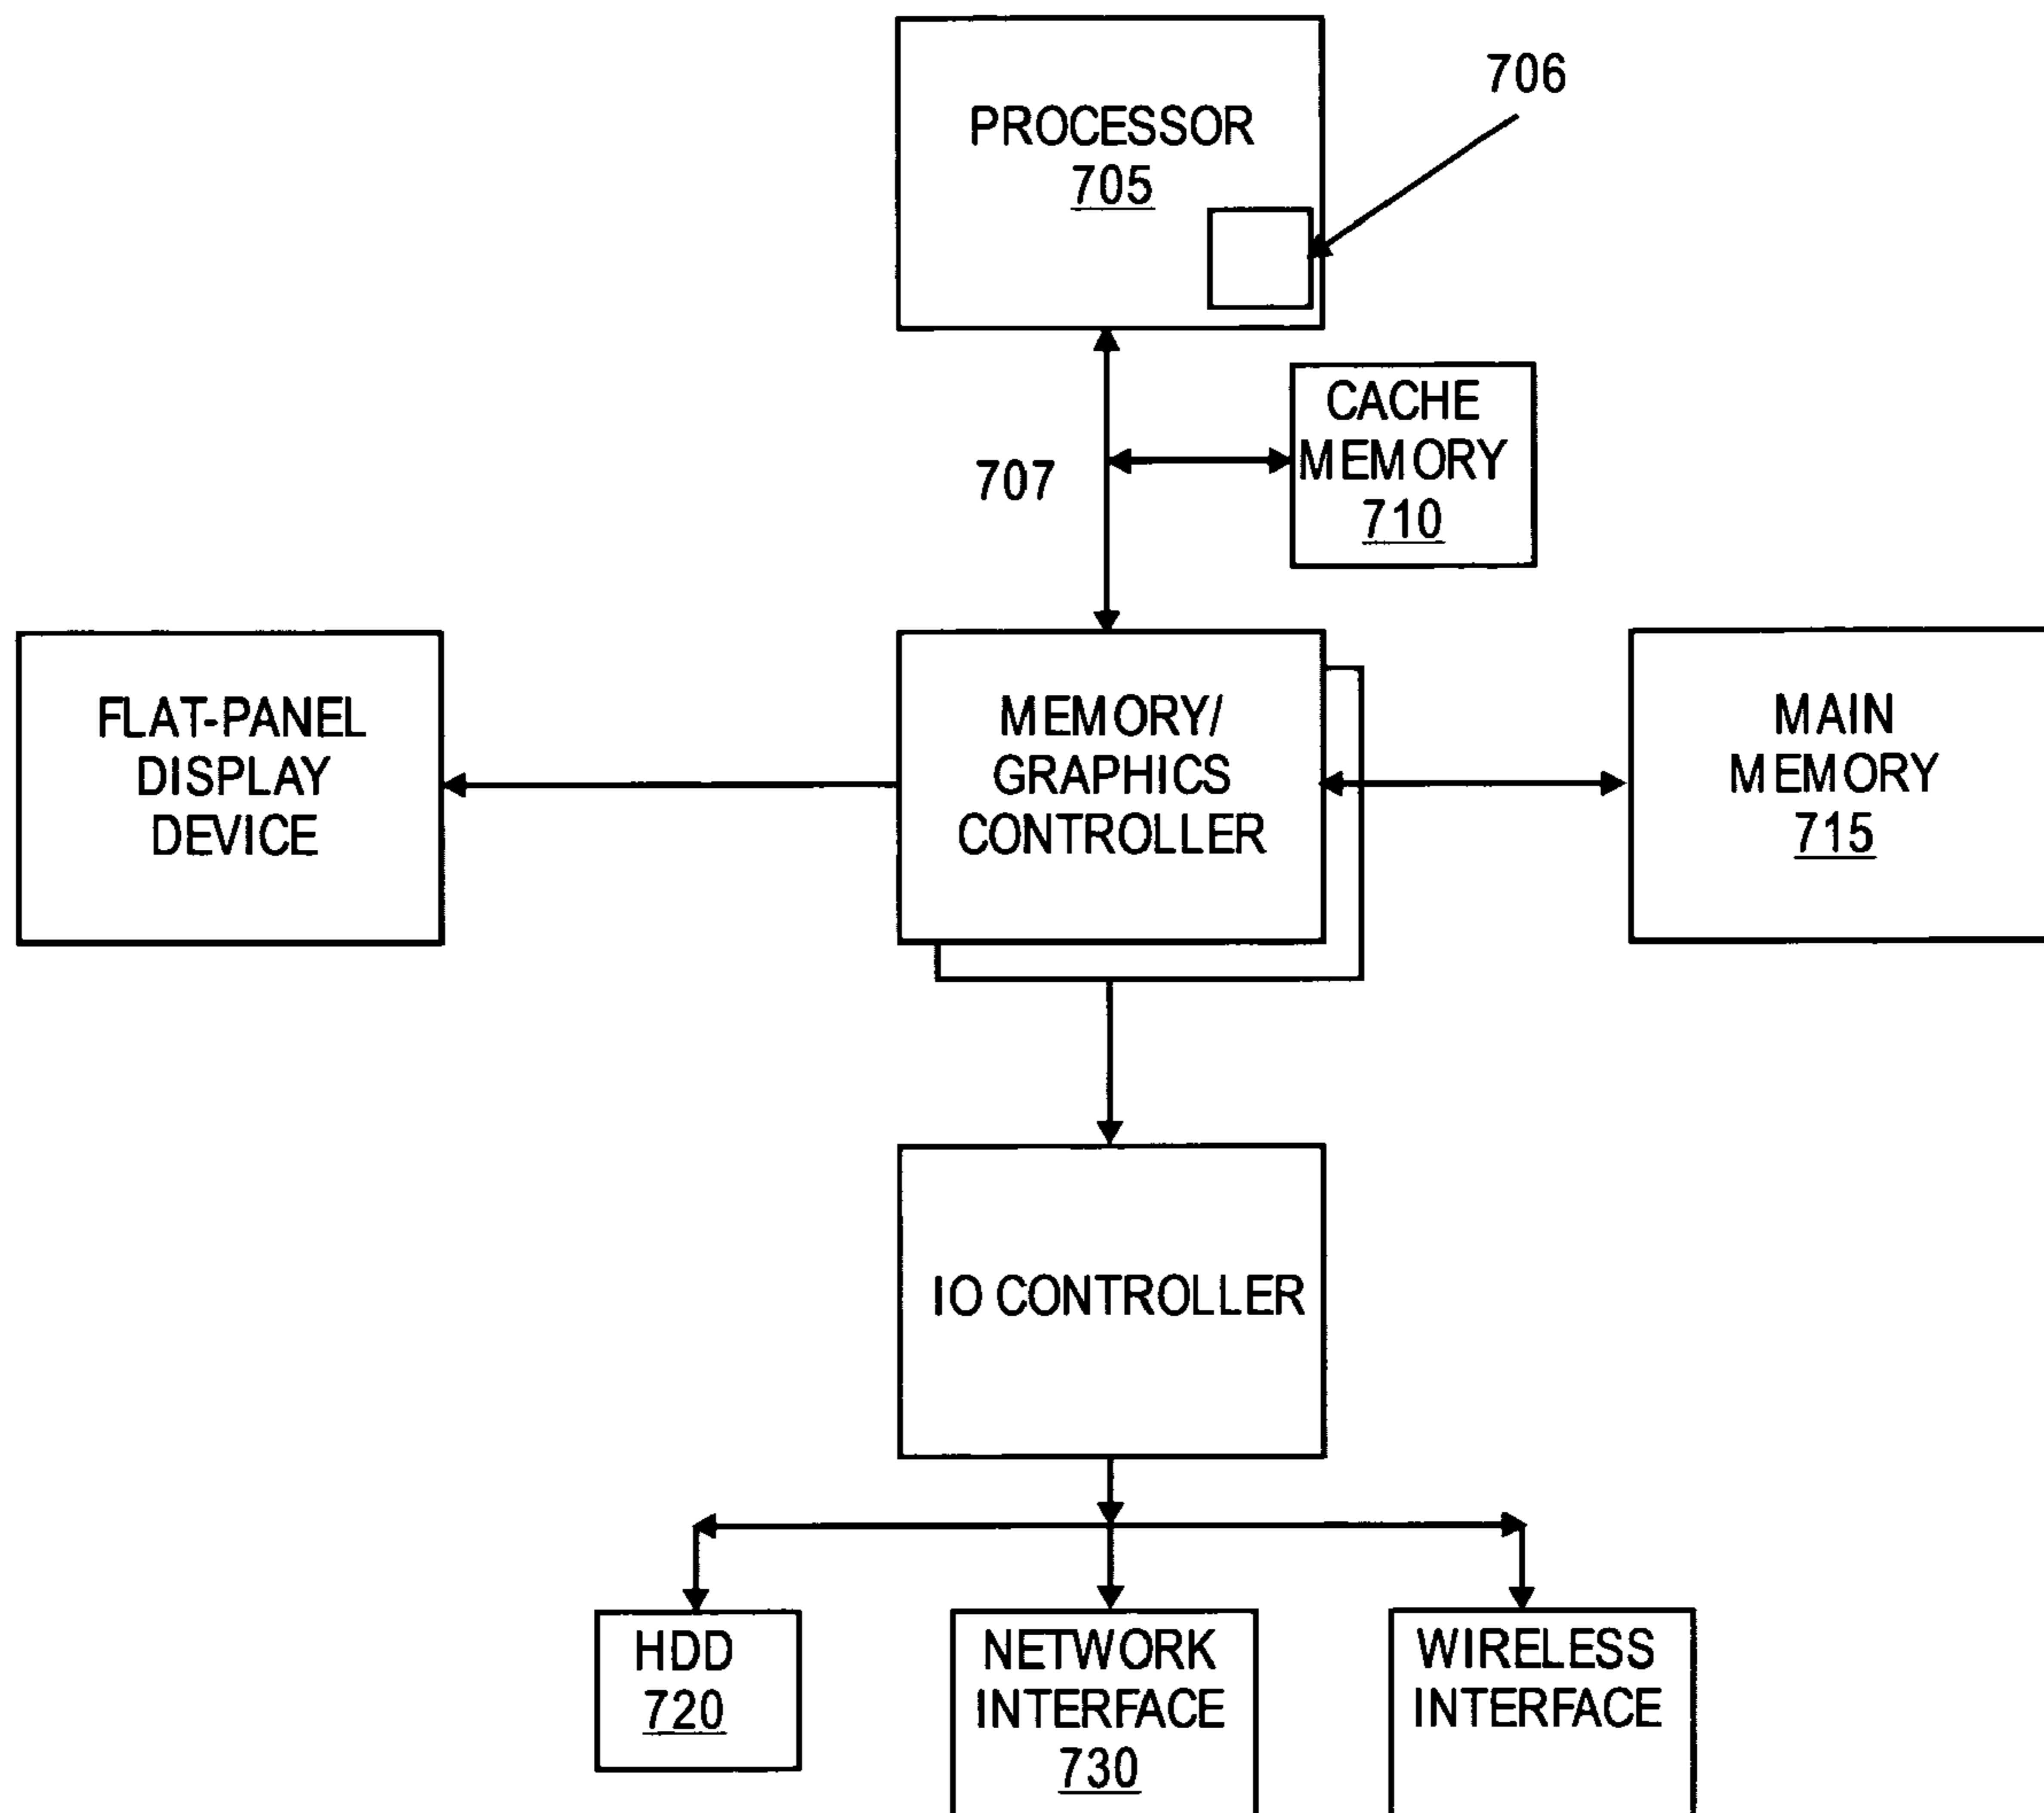 PROCESSOR
705
706
CACHE
MEMORY
710
707
FLAT-PANEL
DISPLAY
DEVICE
MEMORY/
GRAPHICS
CONTROLLER
MAIN
MEMORY
715
IO CONTROLLER
HDD
720
NETWORK
INTERFACE
730
WIRELESS
INTERFACE